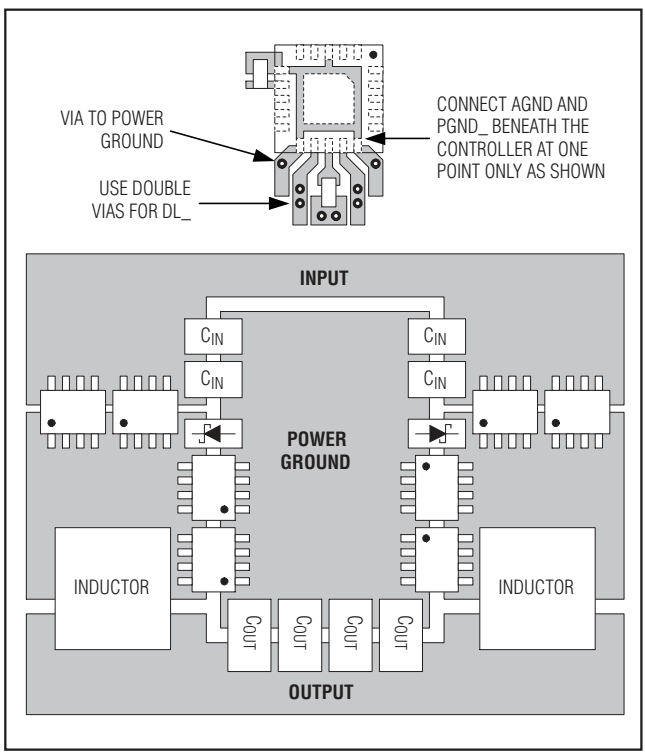 VIA TO POWER
GROUND
CONNECT AGND AND
PGND_ BENEATH THE
CONTROLLER AT ONE
POINT ONLY AS SHOWN
USE DOUBLE
VIAS FOR DL_
INPUT
CIN
CIN
CIN
CIN
POWER
GROUND
INDUCTOR
INDUCTOR
COUT
COUT
COUT
COUT
OUTPUT